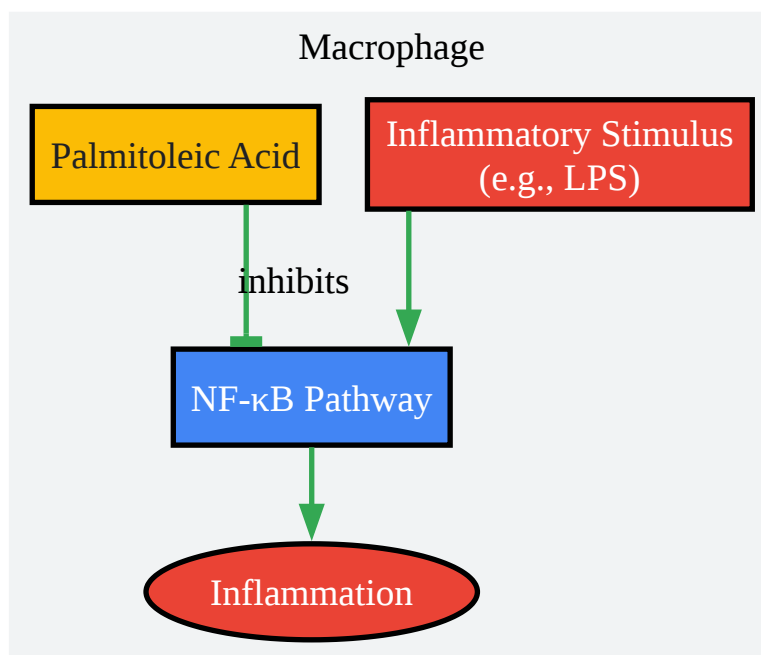 Macrophage
Palmitoleic Acid
Inflammatory Stimulus
(e.g., LPS)
inhibits
NF-κB Pathway
Inflammation